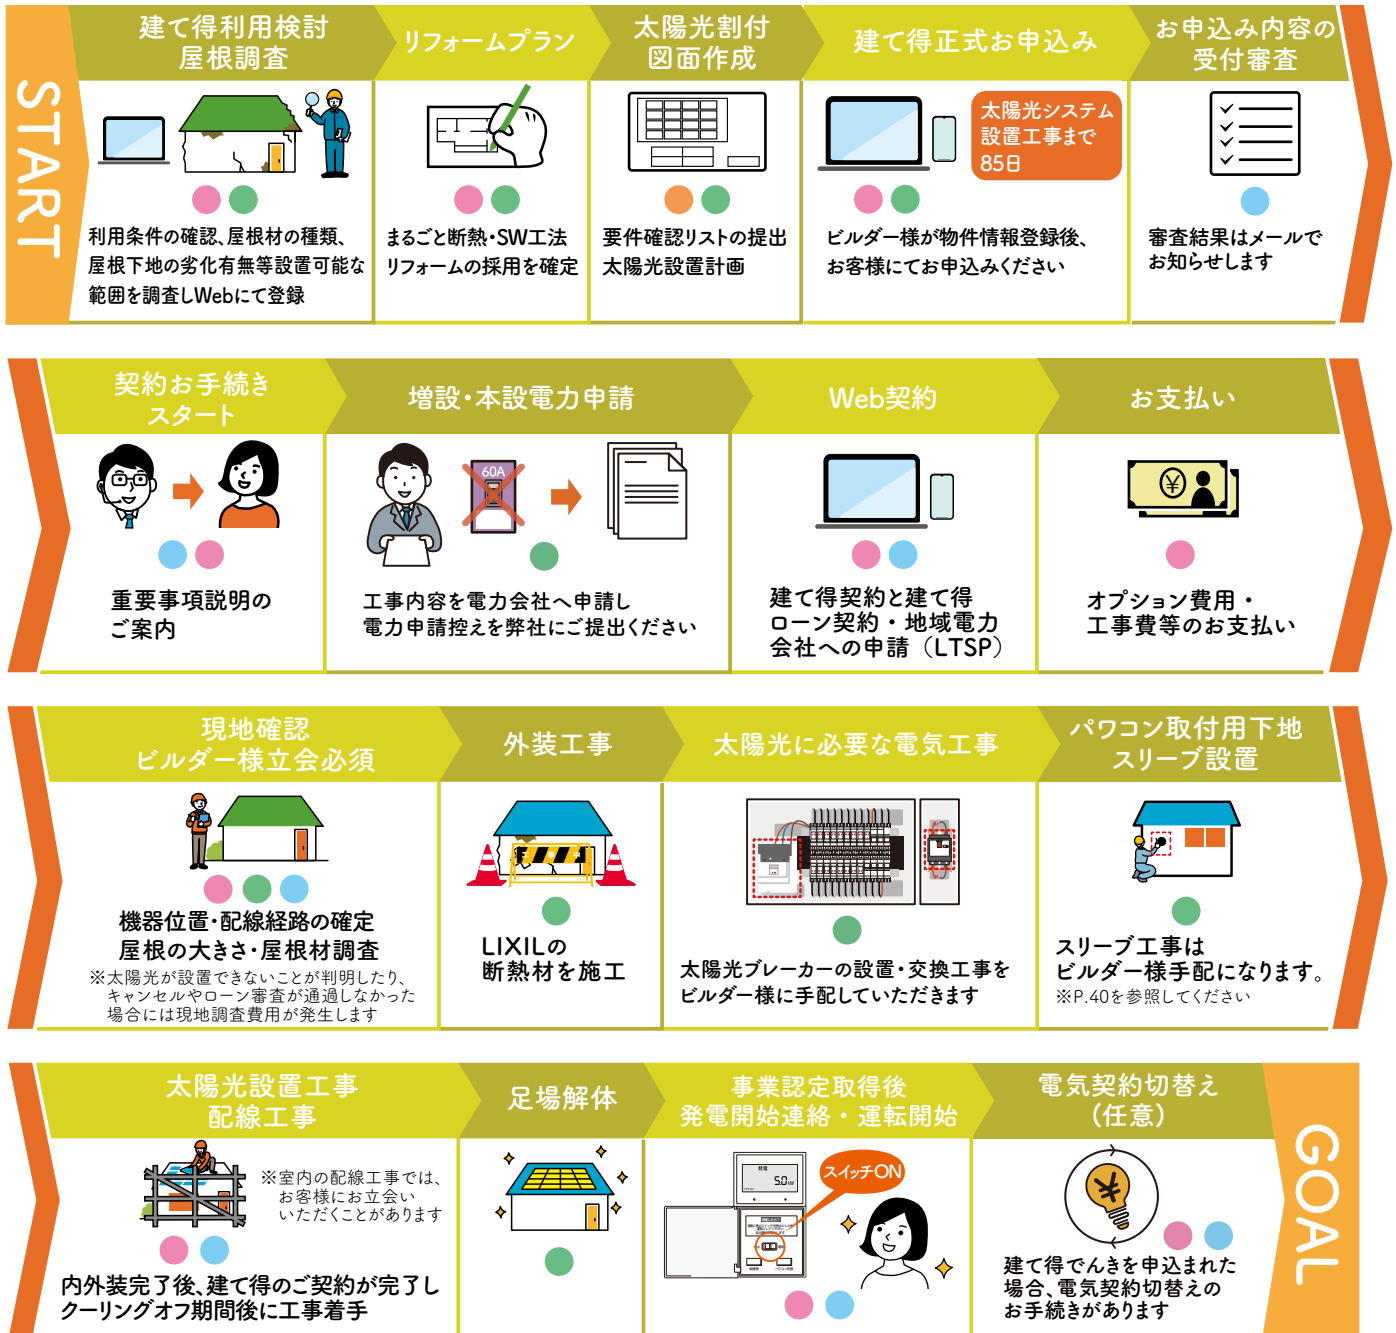 START
建て得利用検討
屋根調査
利用条件の確認、屋根材の種類、
屋根下地の劣化有無等設置可能な
範囲を調査しWebにて登録
リフォームプラン
まるごと断熱・SW工法
リフォームの採用を確定
太陽光割付
図面作成
要件確認リストの提出
太陽光設置計画
建て得正式お申込み
太陽光システム
設置工事まで
85日
ビルダー様が物件情報登録後、
お客様にてお申込みください
お申込み内容の
受付審査
審査結果はメールで
お知らせします
契約お手続き
スタート
重要事項説明の
ご案内
増設・本設電力申請
60A
工事内容を電力会社へ申請し
電力申請控えを弊社にご提出ください
Web契約
建て得契約と建て得
ローン契約・地域電力
会社への申請（LTSP）
お支払い
¥
オプション費用・
工事費等のお支払い
現地確認
ビルダー様立会必須
機器位置・配線経路の確定
屋根の大きさ・屋根材調査
※太陽光が設置できないことが判明したり、
キャンセルやローン審査が通過しなかった
場合には現地調査費用が発生します
外装工事
LIXILの
断熱材を施工
太陽光に必要な電気工事
太陽光ブレーカーの設置・交換工事を
ビルダー様に手配していただきます
パワコン取付用下地
スリーブ設置
スリーブ工事は
ビルダー様手配になります。
※P.40を参照してください
太陽光設置工事
配線工事
※室内の配線工事では、
お客様にお立会い
いただくことがあります
内外装完了後、建て得のご契約が完了し
クーリングオフ期間後に工事着手
足場解体
事業認定取得後
発電開始連絡・運転開始
発電
5.0kW
スイッチON
電気契約切替え
(任意)
¥
建て得でんきを申込まれた
場合、電気契約切替えの
お手続きがあります
GOAL